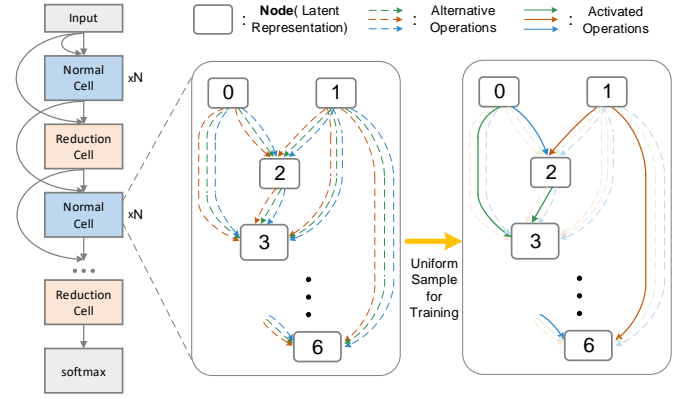 Input
Normal
Cell
xN
Reduction
Cell
Normal
Cell
xN
Reduction
Cell
softmax
: Node( Latent
Representation)
: Alternative
Operations
: Activated
Operations
0
1
2
3
6
Uniform
Sample
for
Training
0
1
2
3
6